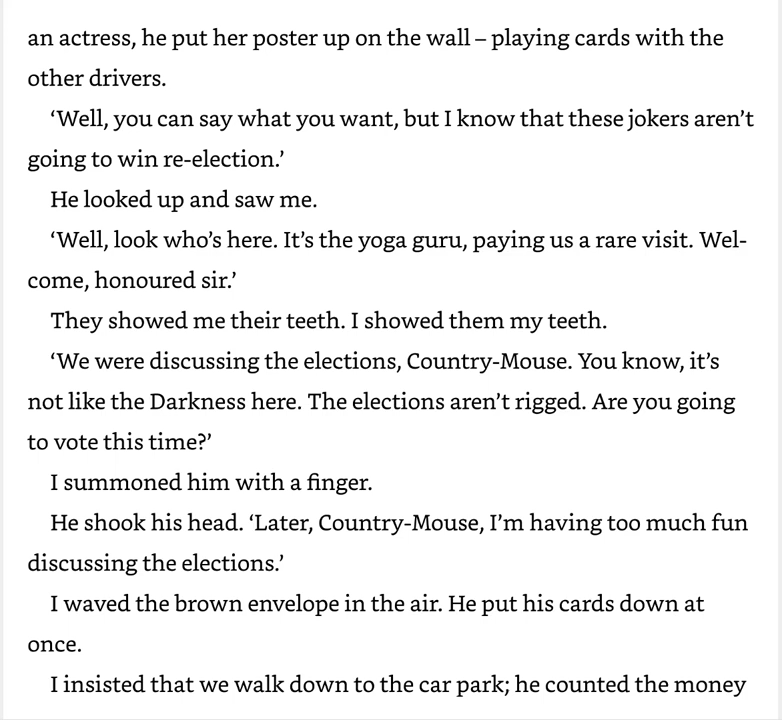 an actress, he put her poster up on the wall – playing cards with the
other drivers.
‘Well, you can say what you want, but I know that these jokers aren’t
going to win re-election.’
He looked up and saw me.
‘Well, look who’s here. It’s the yoga guru, paying us a rare visit. Wel-
come, honoured sir.’
They showed me their teeth. I showed them my teeth.
‘We were discussing the elections, Country-Mouse. You know, it’s
not like the Darkness here. The elections aren’t rigged. Are you going
to vote this time?’
I summoned him with a finger.
He shook his head. ‘Later, Country-Mouse, I’m having too much fun
discussing the elections.’
I waved the brown envelope in the air. He put his cards down at
once.
I insisted that we walk down to the car park; he counted the money